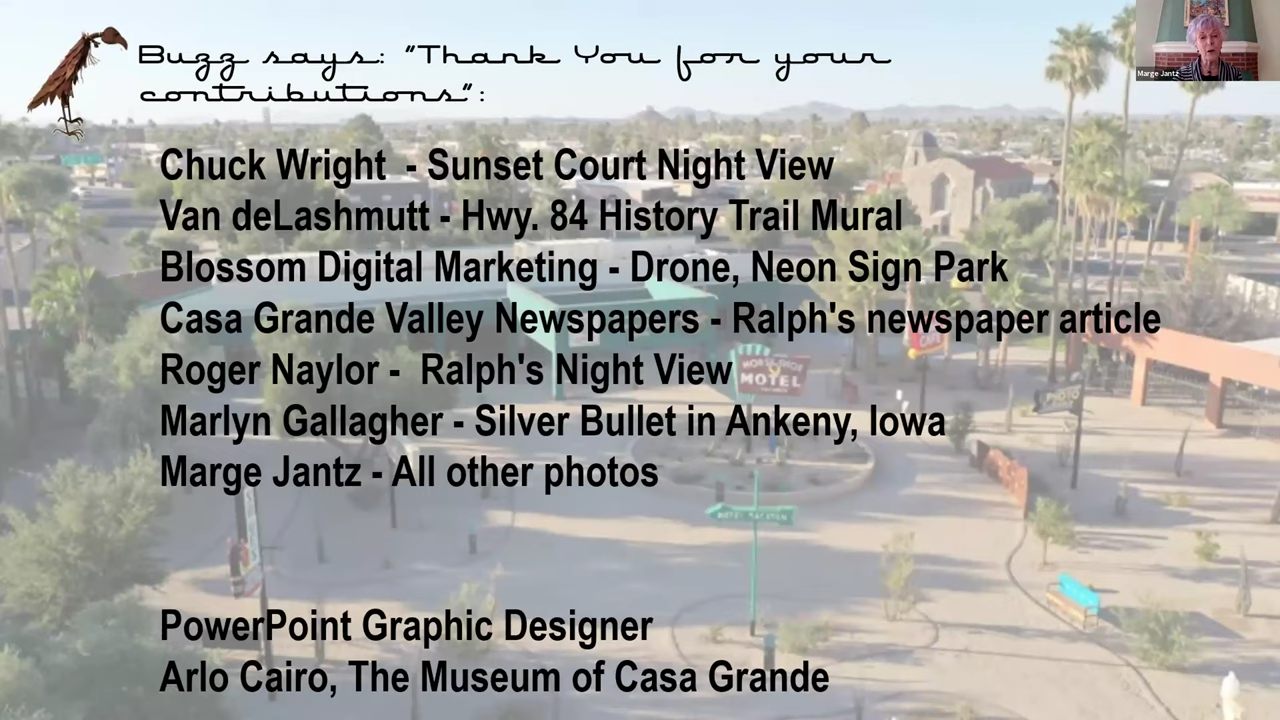 Buzz says: "Thank You for your
contributions":
Marge Jantz
Chuck Wright - Sunset Court Night View
Van deLashmutt - Hwy. 84 History Trail Mural
Blossom Digital Marketing - Drone, Neon Sign Park
Casa Grande Valley Newspapers - Ralph's newspaper article
Roger Naylor - Ralph's Night View
Marlyn Gallagher - Silver Bullet in Ankeny, Iowa
Marge Jantz - All other photos
CAFE
MOTEL
PHOTO
PowerPoint Graphic Designer
Arlo Cairo, The Museum of Casa Grande